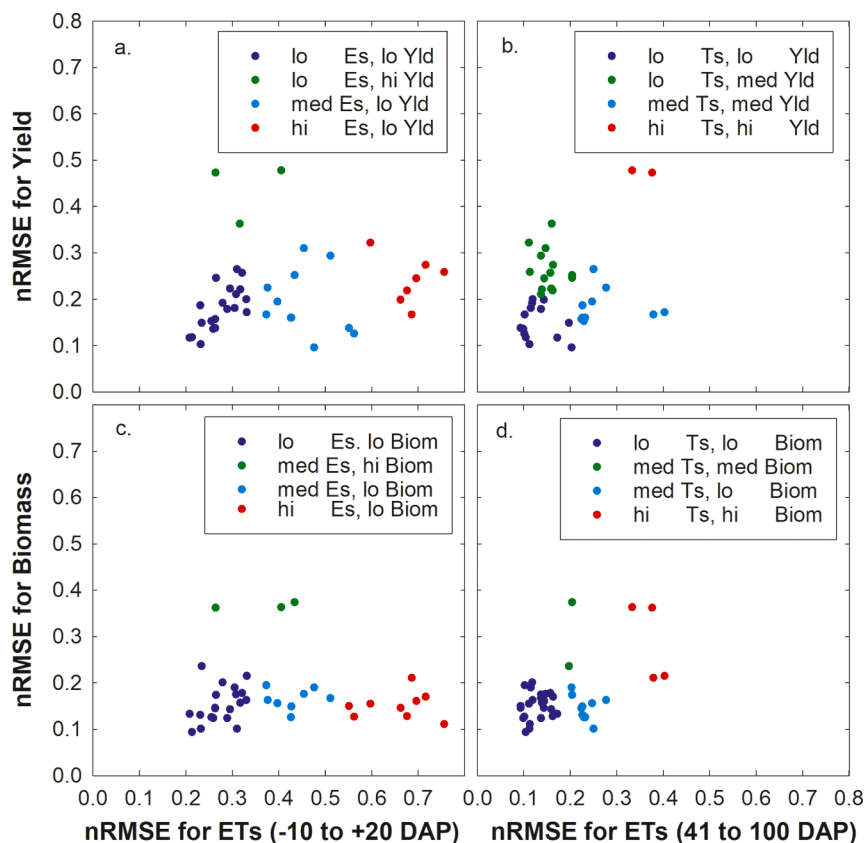 0.8
0.7
0.6
0.5
0.4
0.3
0.2
0.1
0.0
nRMSE for Yield
a.
lo Es, lo Yld
lo Es, hi Yld
med Es, lo Yld
hi Es, lo Yld
b.
lo Ts, lo Yld
lo Ts, med Yld
med Ts, med Yld
hi Ts, hi Yld
0.7
0.6
0.5
0.4
0.3
0.2
0.1
0.0
nRMSE for Biomass
c.
lo Es. lo Biom
med Es, hi Biom
med Es, lo Biom
hi Es, lo Biom
d.
lo Ts, lo Biom
med Ts, med Biom
med Ts, lo Biom
hi Ts, hi Biom
0.0 0.1 0.2 0.3 0.4 0.5 0.6 0.7 0.0 0.1 0.2 0.3 0.4 0.5 0.6 0.7 0.8
nRMSE for ETs (-10 to +20 DAP) nRMSE for ETs (41 to 100 DAP)